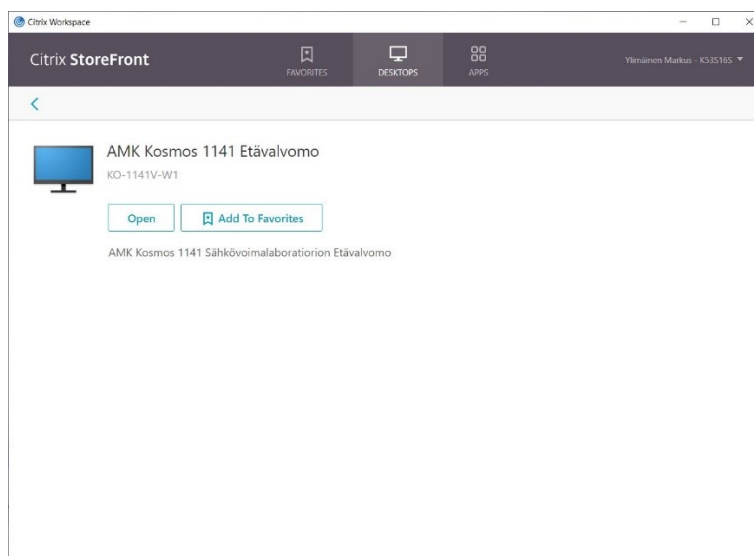 Citrix Workspace
Citrix StoreFront
FAVORITES
DESKTOPS
APPS
Ylimäinen Markus - K53S16S
AMK Kosmos 1141 Etävalvomo
KO-1141V-W1
Open
Add To Favorites
AMK Kosmos 1141 Sähkövoimalaboratiorion Etävalvomo